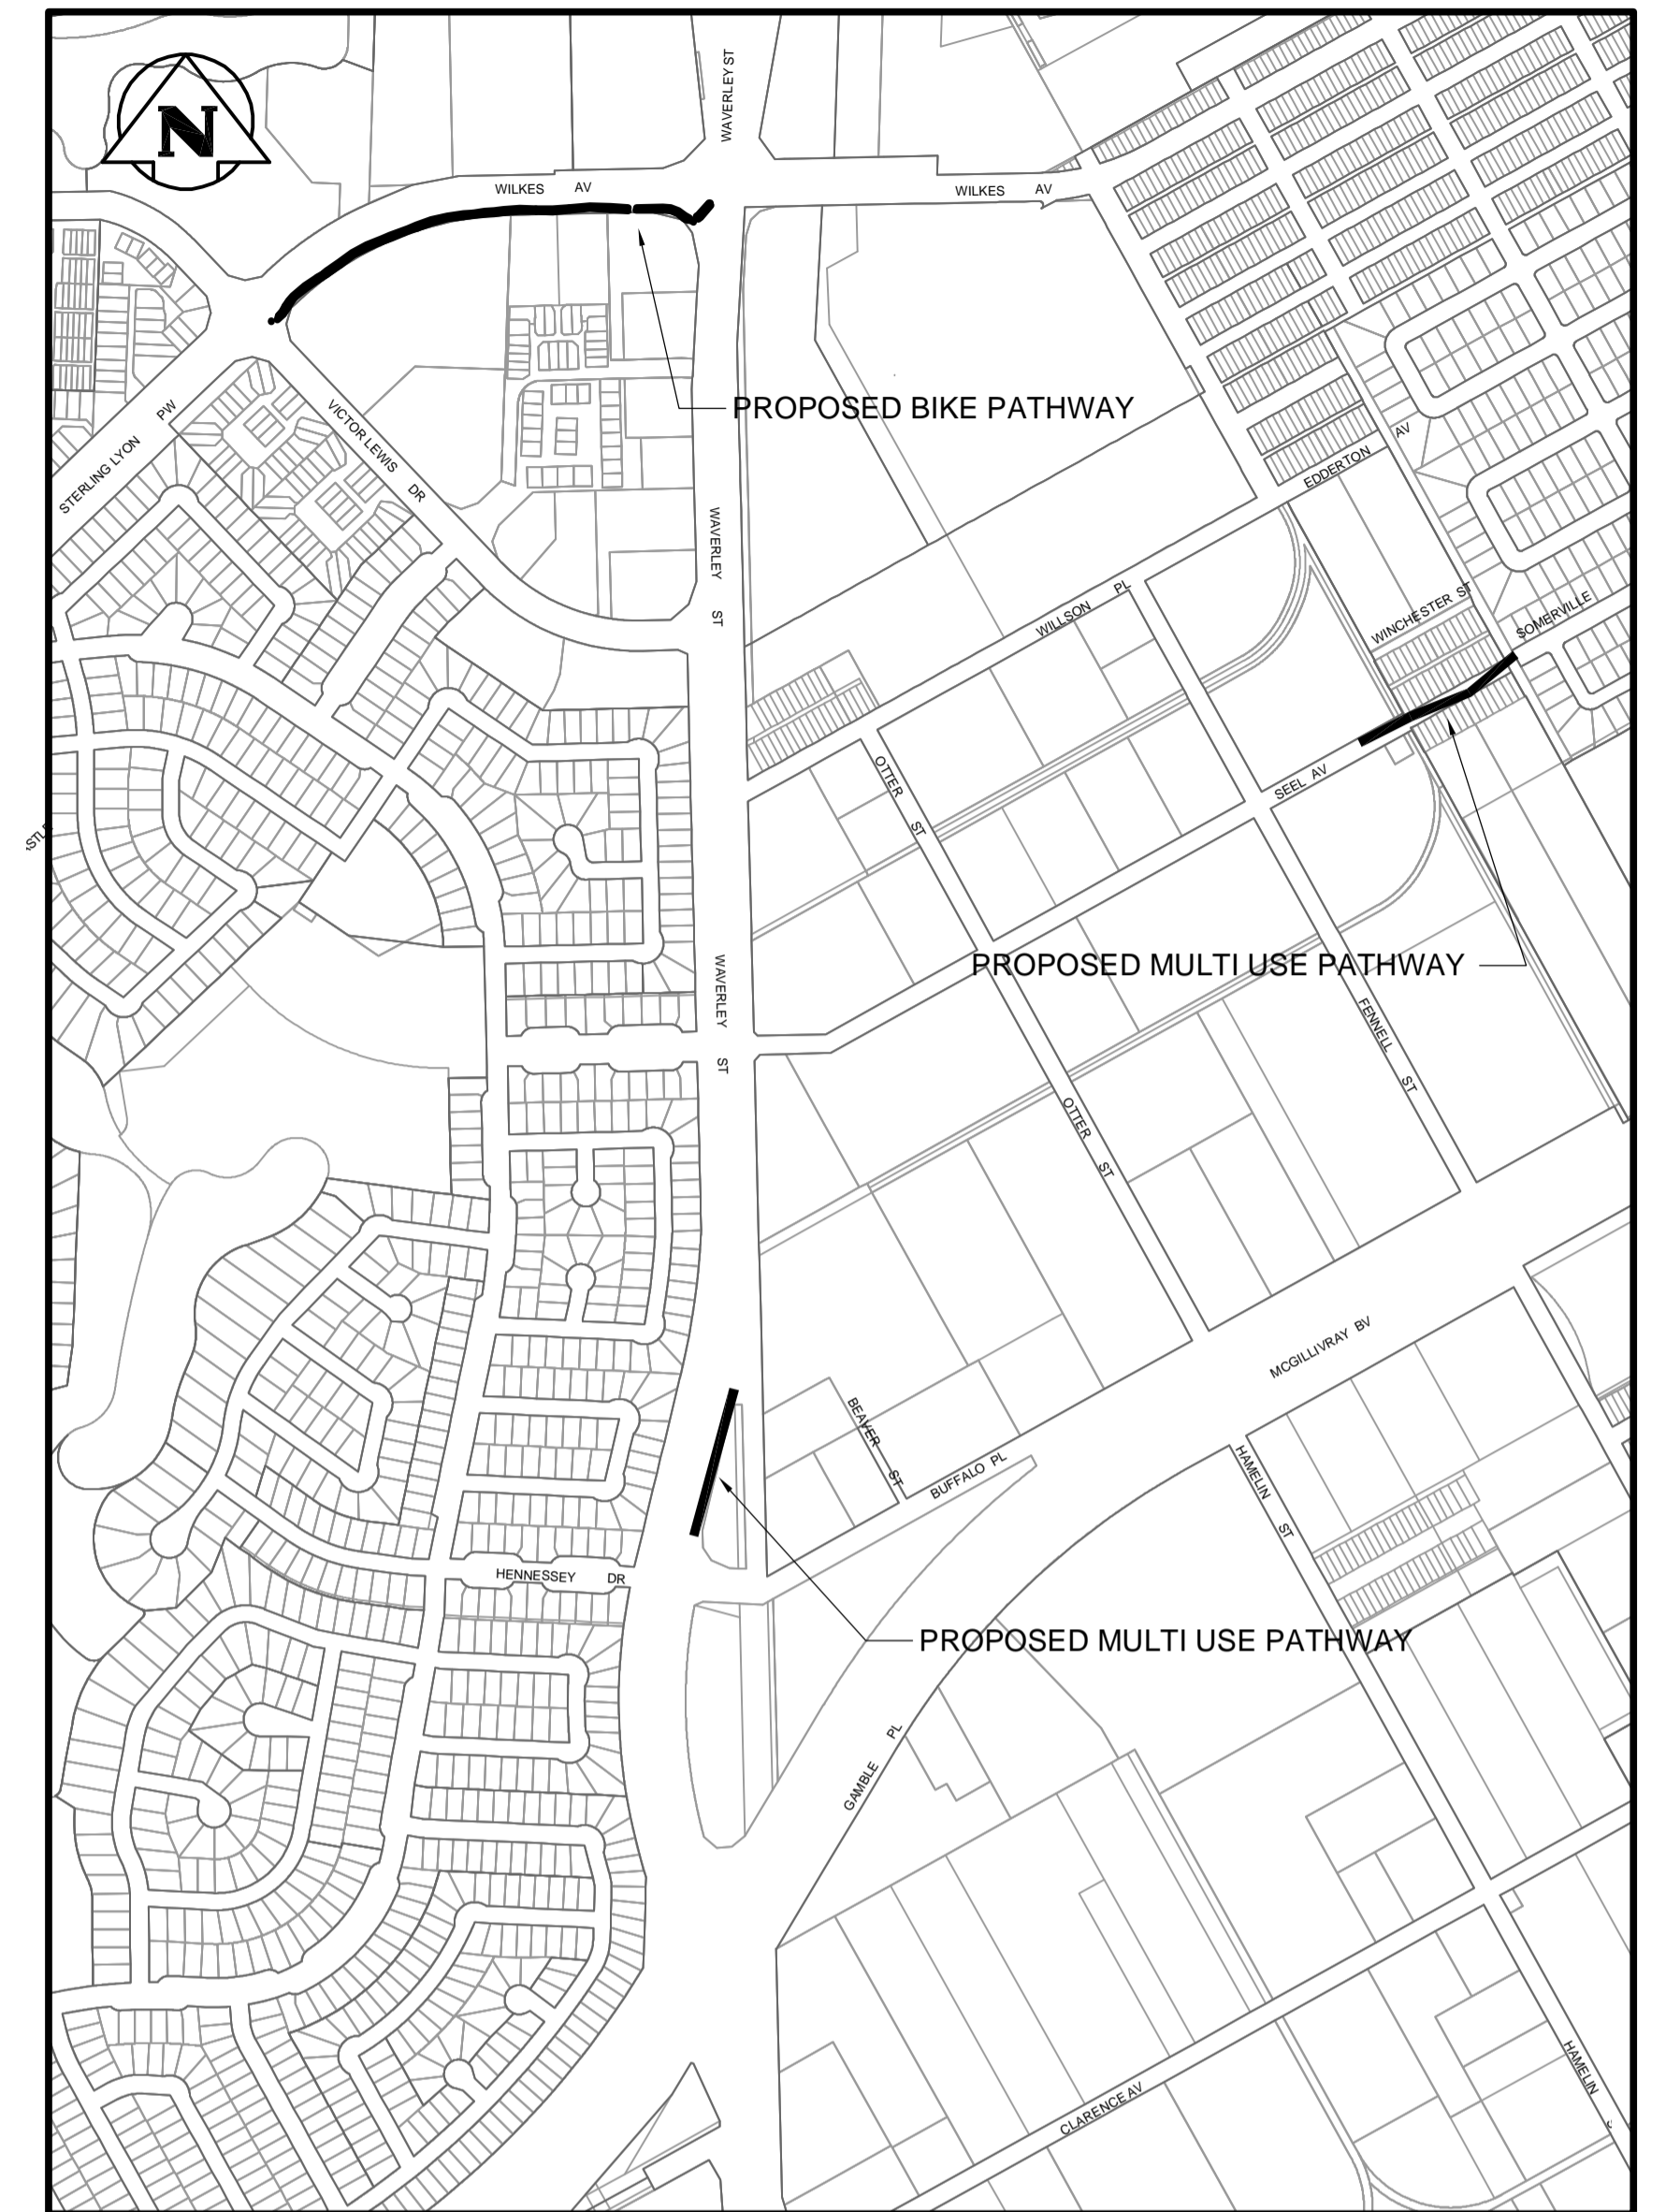 WAVERLEY ST
N
WILKES AV
WILKES AV
STERLING LYON PW
VICTOR LEWIS DR
PROPOSED BIKE PATHWAY
EDDERTON AV
WAVERLEY ST
WILLSON PL
WINCHESTER ST
SOMERVILLE
OTTER ST
SEEL AV
WAVERLEY ST
PROPOSED MULTI USE PATHWAY
FENNELL ST
OTTER ST
MCGILLIVRAY BV
BEAVER ST
BUFFALO PL
HAMELIN ST
HENNESSEY DR
PROPOSED MULTI USE PATHWAY
GAMBLE PL
HAMELIN
CLARENCE AV